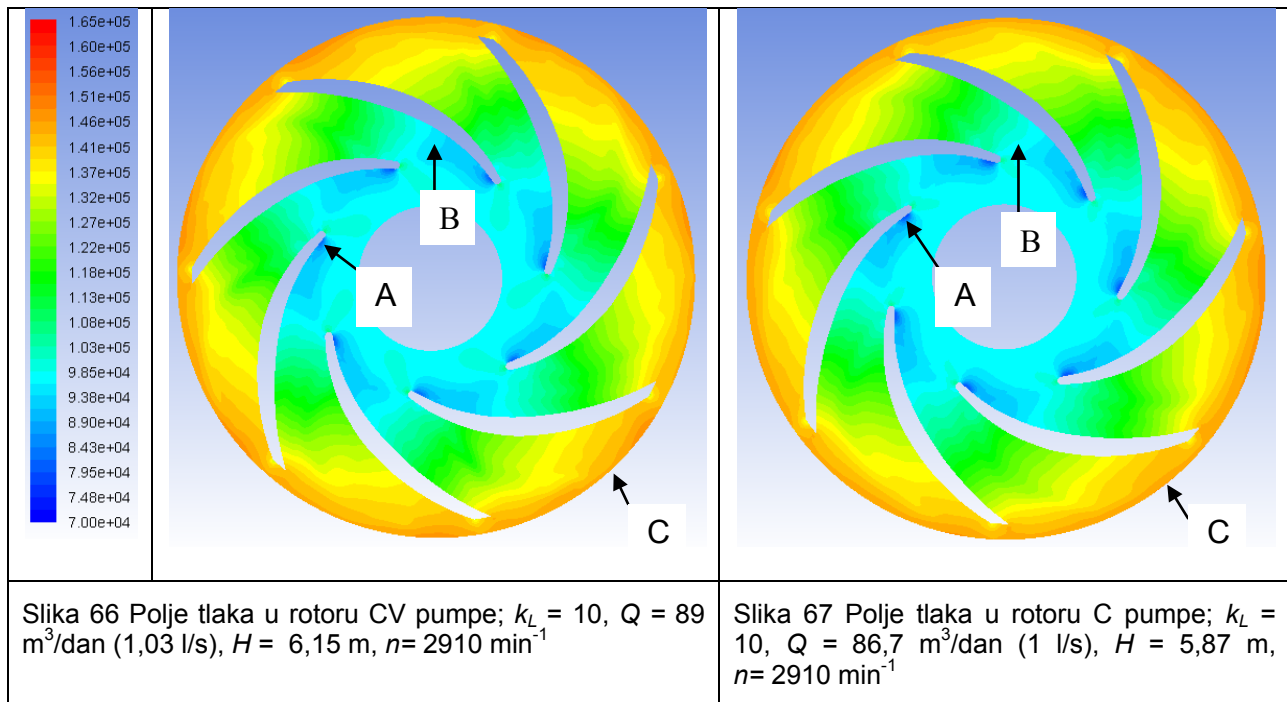 1.65e+05
1.60e+05
1.56e+05
1.51e+05
1.46e+05
1.41e+05
1.37e+05
1.32e+05
1.27e+05
1.22e+05
1.18e+05
1.13e+05
1.08e+05
1.03e+05
9.85e+04
9.38e+04
8.90e+04
8.43e+04
7.95e+04
7.48e+04
7.00e+04
B
A
C
B
A
C
Slika 66 Polje tlaka u rotoru CV pumpe; k_L = 10, Q = 89
m³/dan (1,03 l/s), H = 6,15 m, n= 2910 min⁻¹
Slika 67 Polje tlaka u rotoru C pumpe; k_L =
10, Q = 86,7 m³/dan (1 l/s), H = 5,87 m,
n= 2910 min⁻¹